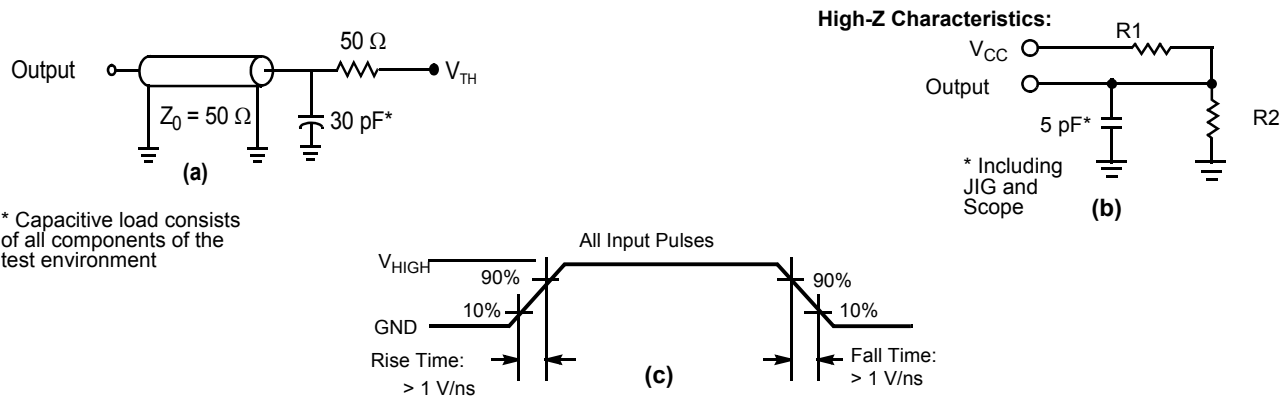 50 Ω
Output
V_TH
Z_0 = 50 Ω
30 pF*
(a)
* Capacitive load consists
of all components of the
test environment
High-Z Characteristics:
R1
V_CC
Output
5 pF*
R2
* Including
JIG and
Scope
(b)
All Input Pulses
V_HIGH
90%
90%
10%
10%
GND
Rise Time:
> 1 V/ns
Fall Time:
> 1 V/ns
(c)